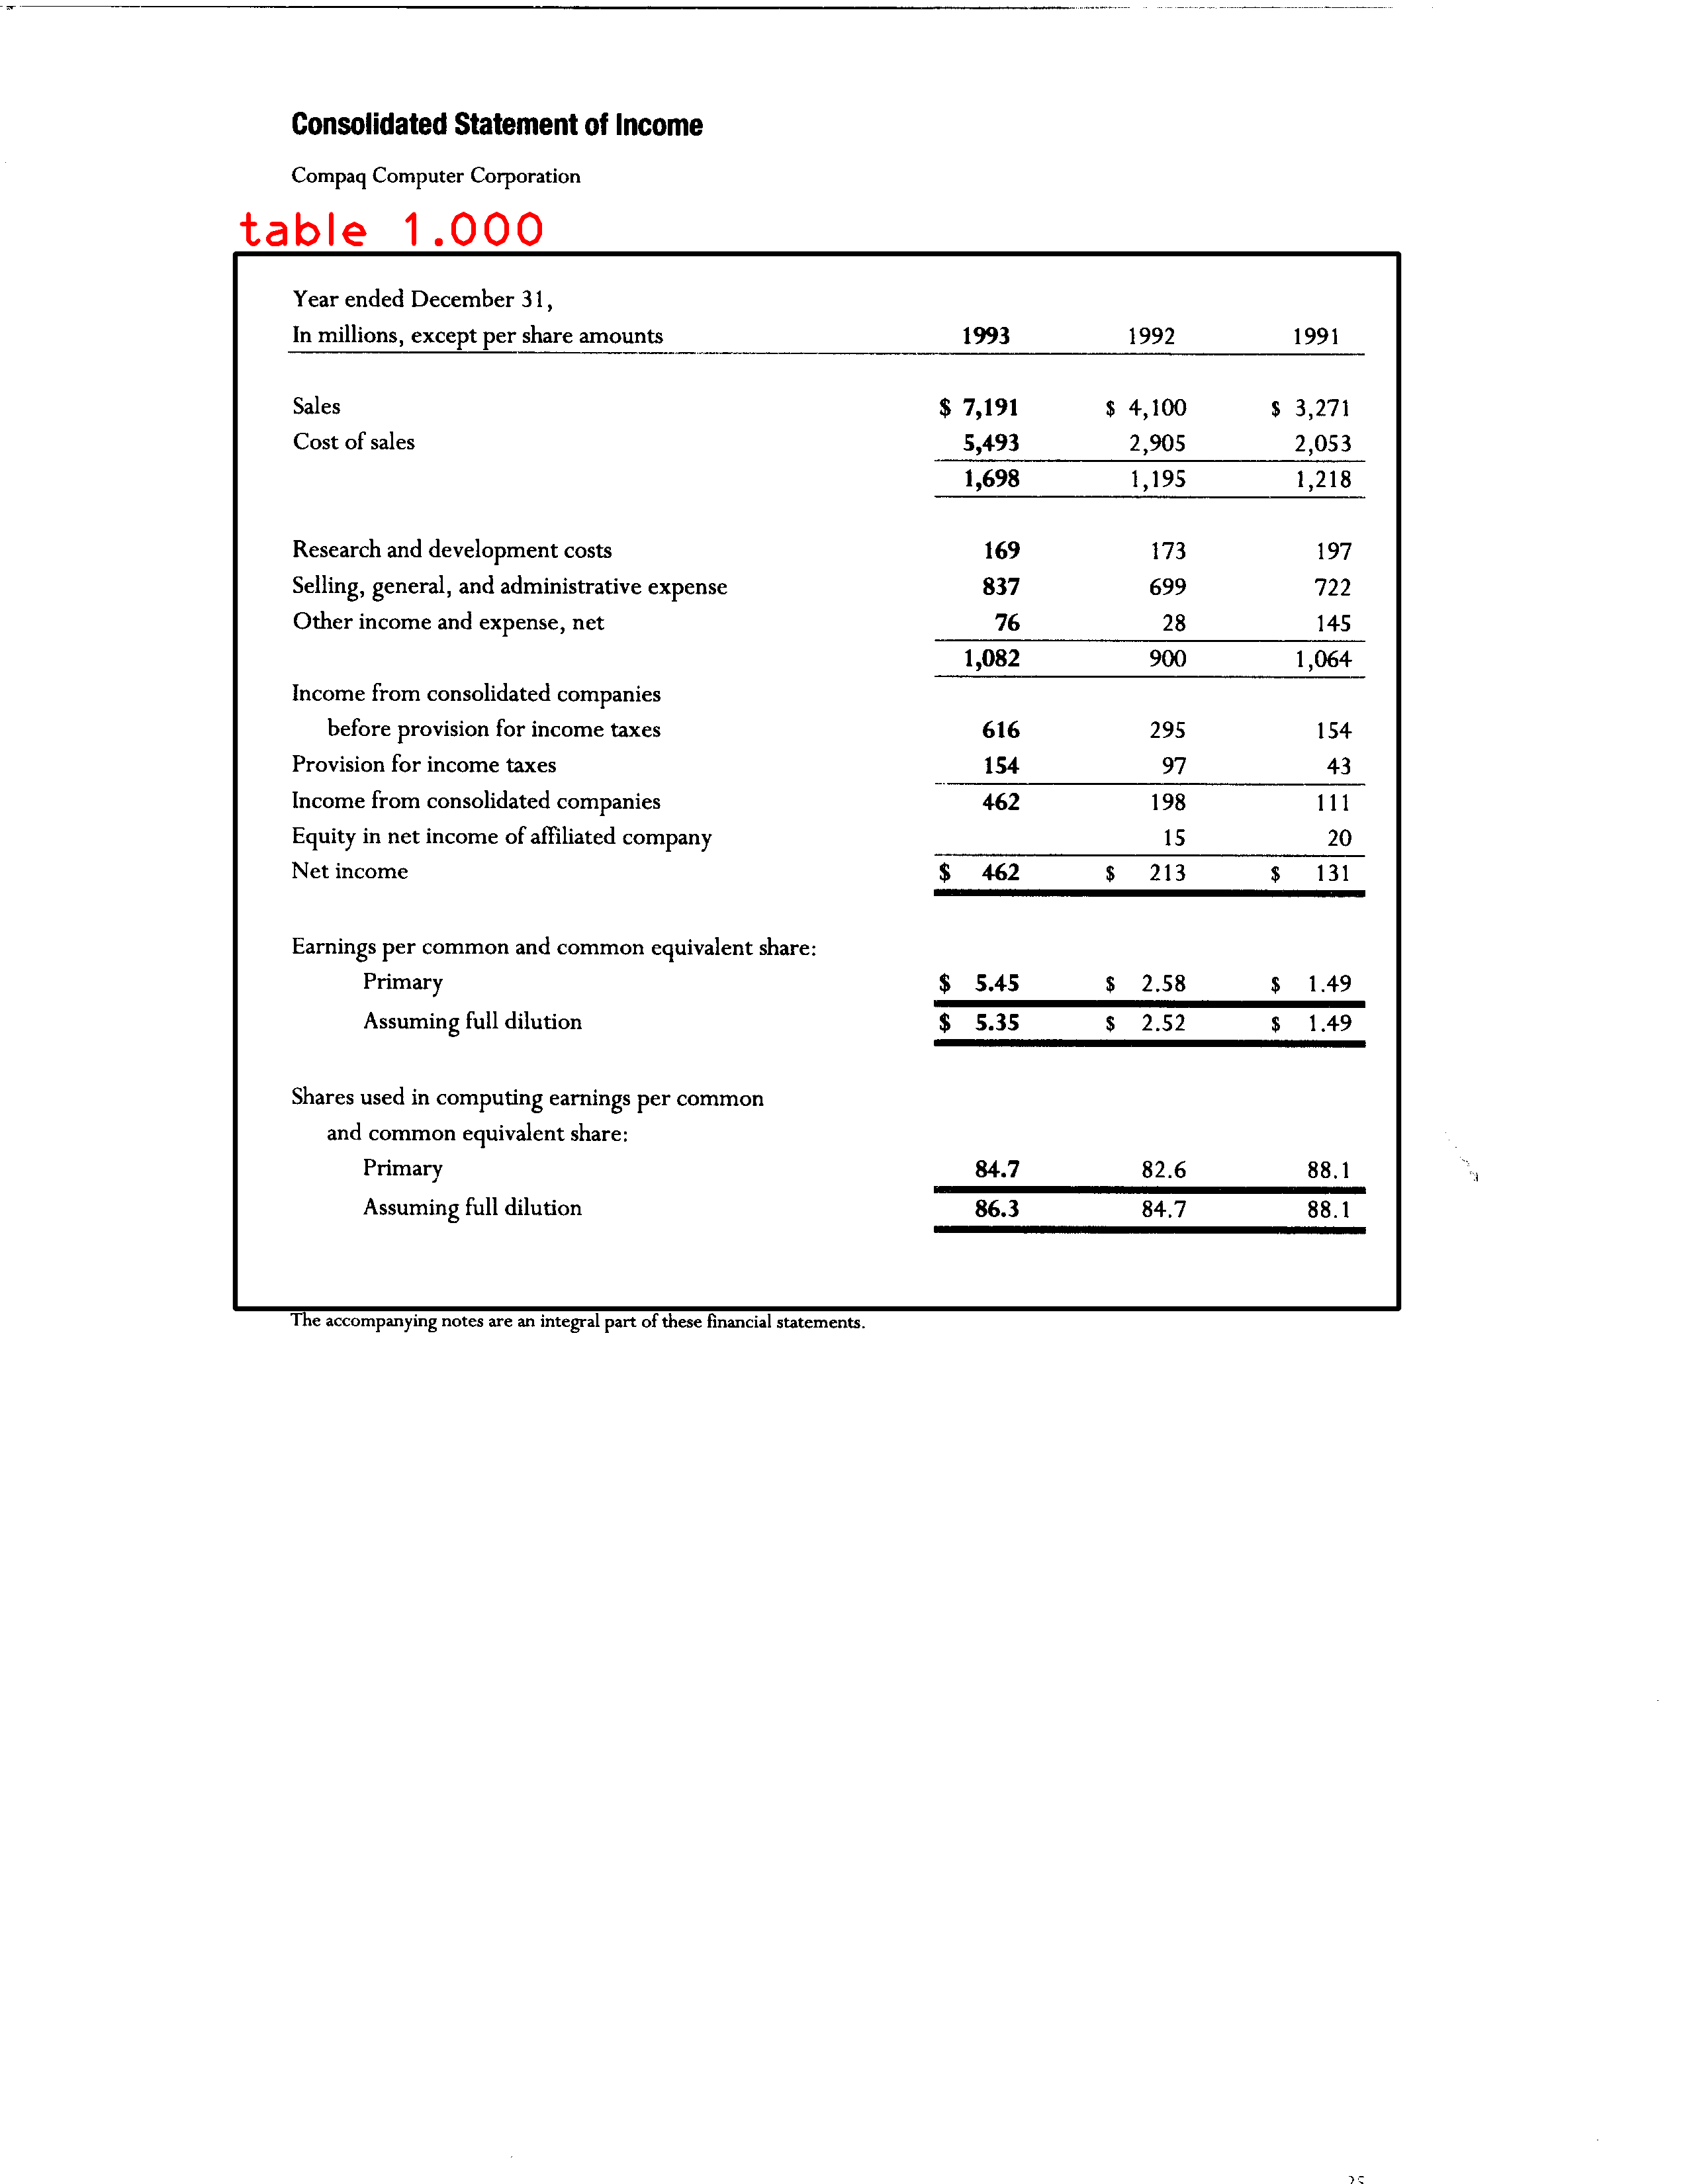 Consolidated Statement of Income
Compaq Computer Corporation
table 1.000
Year ended December 31,
In millions, except per share amounts 1993 1992 1991
Sales $ 7,191 $ 4,100 $ 3,271
Cost of sales 5,493 2,905 2,053
1,698 1,195 1,218
Research and development costs 169 173 197
Selling, general, and administrative expense 837 699 722
Other income and expense, net 76 28 145
1,082 900 1,064
Income from consolidated companies
before provision for income taxes 616 295 154
Provision for income taxes 154 97 43
Income from consolidated companies 462 198 111
Equity in net income of affiliated company 15 20
Net income $ 462 $ 213 $ 131
Earnings per common and common equivalent share:
Primary $ 5.45 $ 2.58 $ 1.49
Assuming full dilution $ 5.35 $ 2.52 $ 1.49
Shares used in computing earnings per common
and common equivalent share:
Primary 84.7 82.6 88.1
Assuming full dilution 86.3 84.7 88.1
The accompanying notes are an integral part of these financial statements.